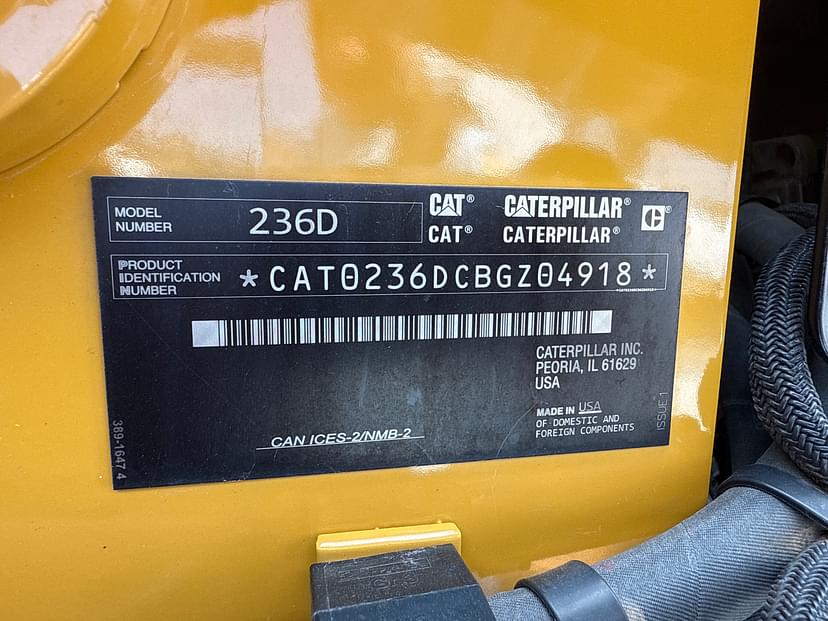 MODEL
NUMBER
236D
CAT® CATERPILLAR® C®
CAT® CATERPILLAR®
PRODUCT
IDENTIFICATION
NUMBER
*CAT0236DCBGZ04918*
CATERPILLAR INC.
PEORIA, IL 61629
USA
MADE IN USA
OF DOMESTIC AND
FOREIGN COMPONENTS
CAN ICES-2/NMB-2
389-1647 4
ISSUE 1